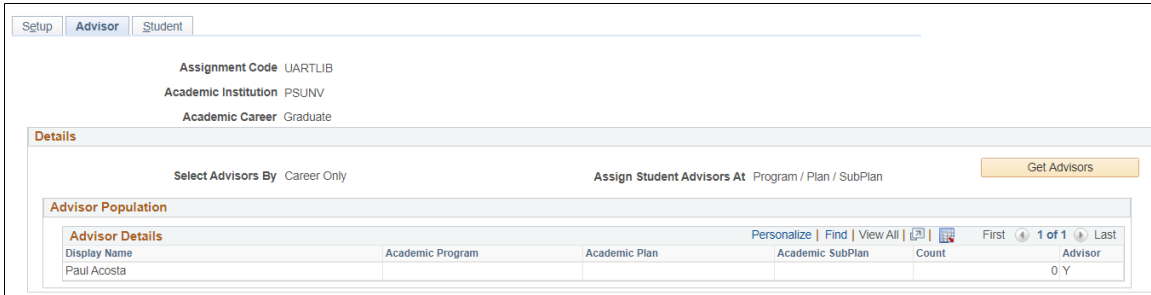 Setup Advisor Student
Assignment Code UARTLIB
Academic Institution PSUNV
Academic Career Graduate
Details
Select Advisors By Career Only Assign Student Advisors At Program / Plan / SubPlan Get Advisors
Advisor Population
Advisor Details Personalize | Find | View All | | First 1 of 1 Last
Display Name Academic Program Academic Plan Academic SubPlan Count Advisor
Paul Acosta 0 Y